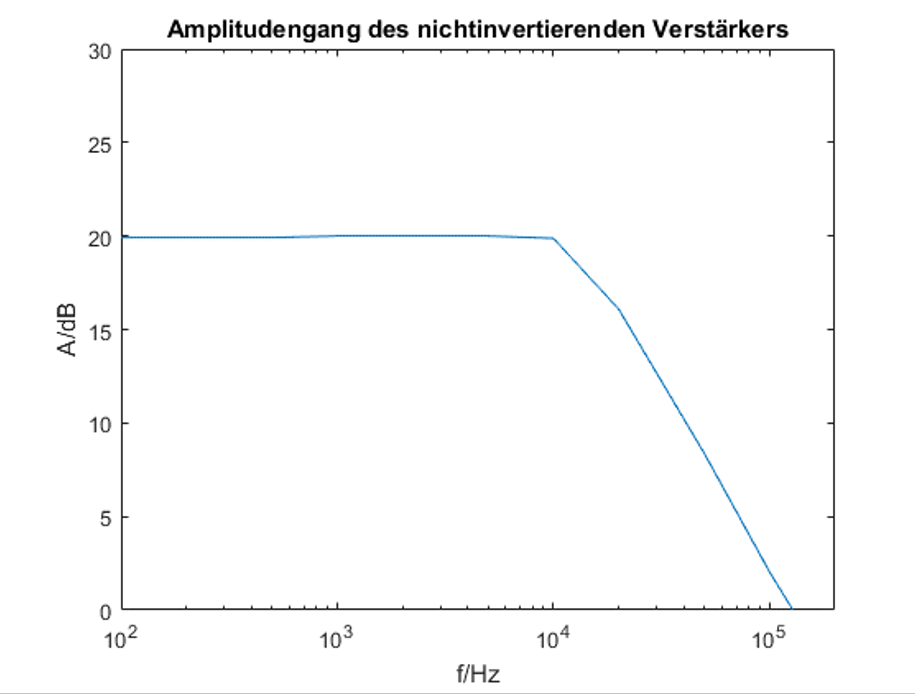 Amplitudengang des nichtinvertierenden Verstärkers
30
25
20
15
10
5
0
A/dB
10² 10³ 10⁴ 10⁵
f/Hz